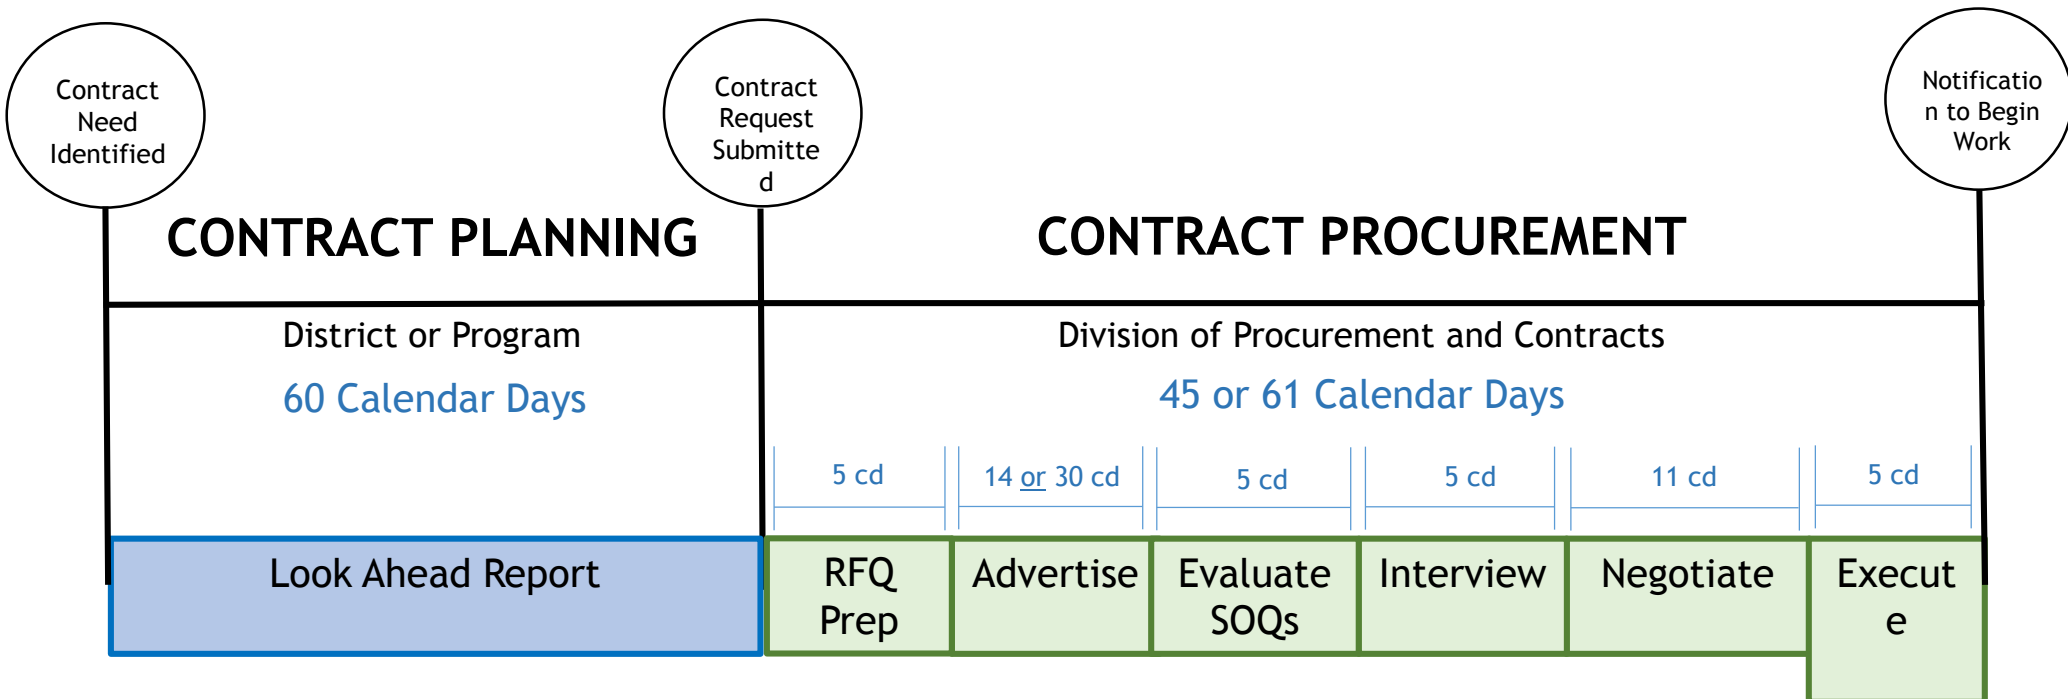 Contract
Need
Identified
Contract
Request
Submitte
d
Notificatio
n to Begin
Work
CONTRACT PLANNING
CONTRACT PROCUREMENT
District or Program
60 Calendar Days
Division of Procurement and Contracts
45 or 61 Calendar Days
5 cd
14 or 30 cd
5 cd
5 cd
11 cd
5 cd
Look Ahead Report
RFQ
Prep
Advertise
Evaluate
SOQs
Interview
Negotiate
Execut
e